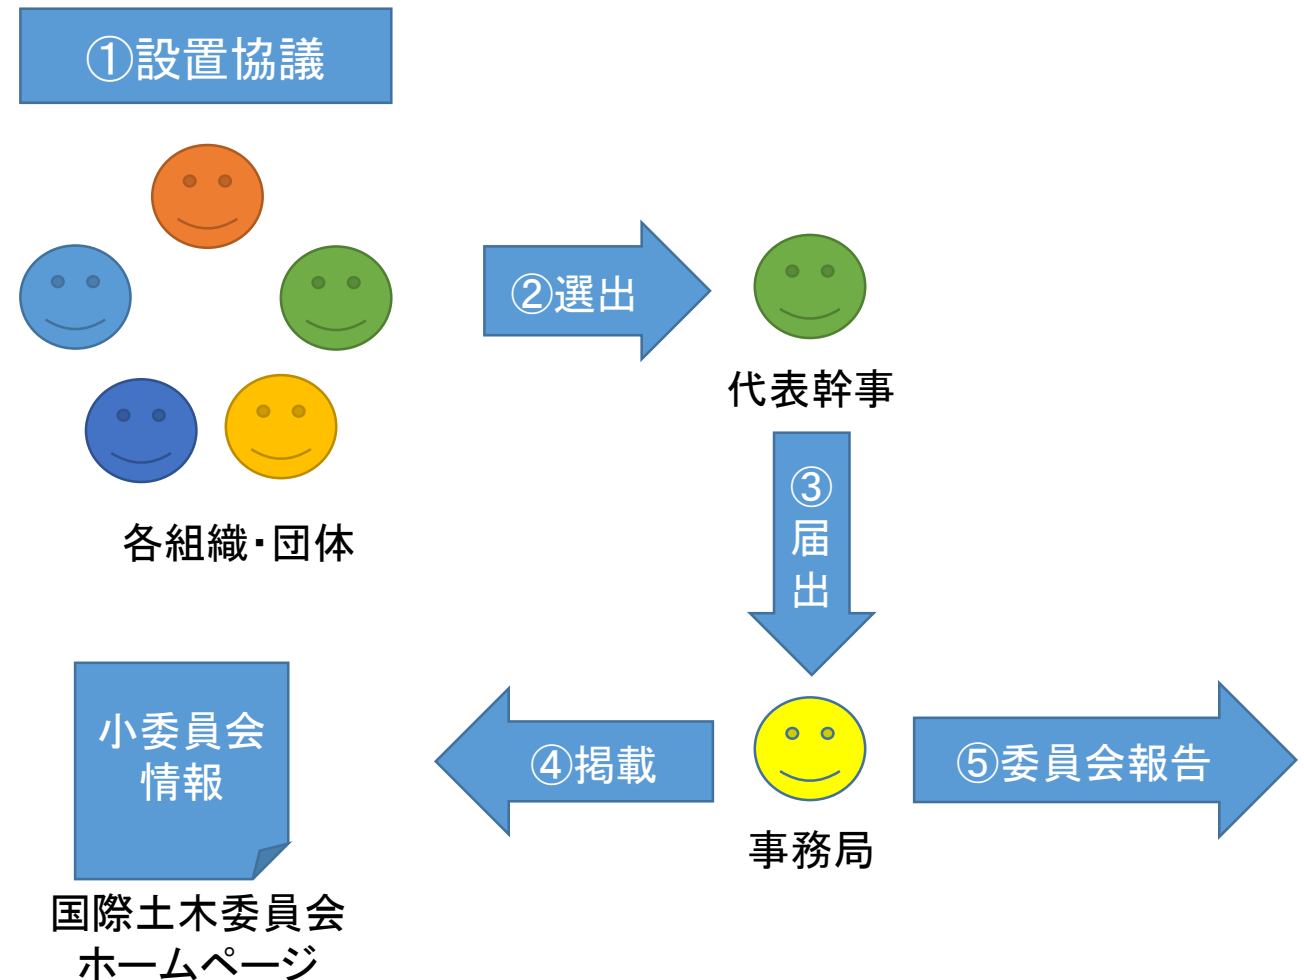 ①設置協議
②選出
代表幹事
各組織・団体
③
届
出
小委員会
情報
④掲載
⑤委員会報告
事務局
国際土木委員会
ホームページ